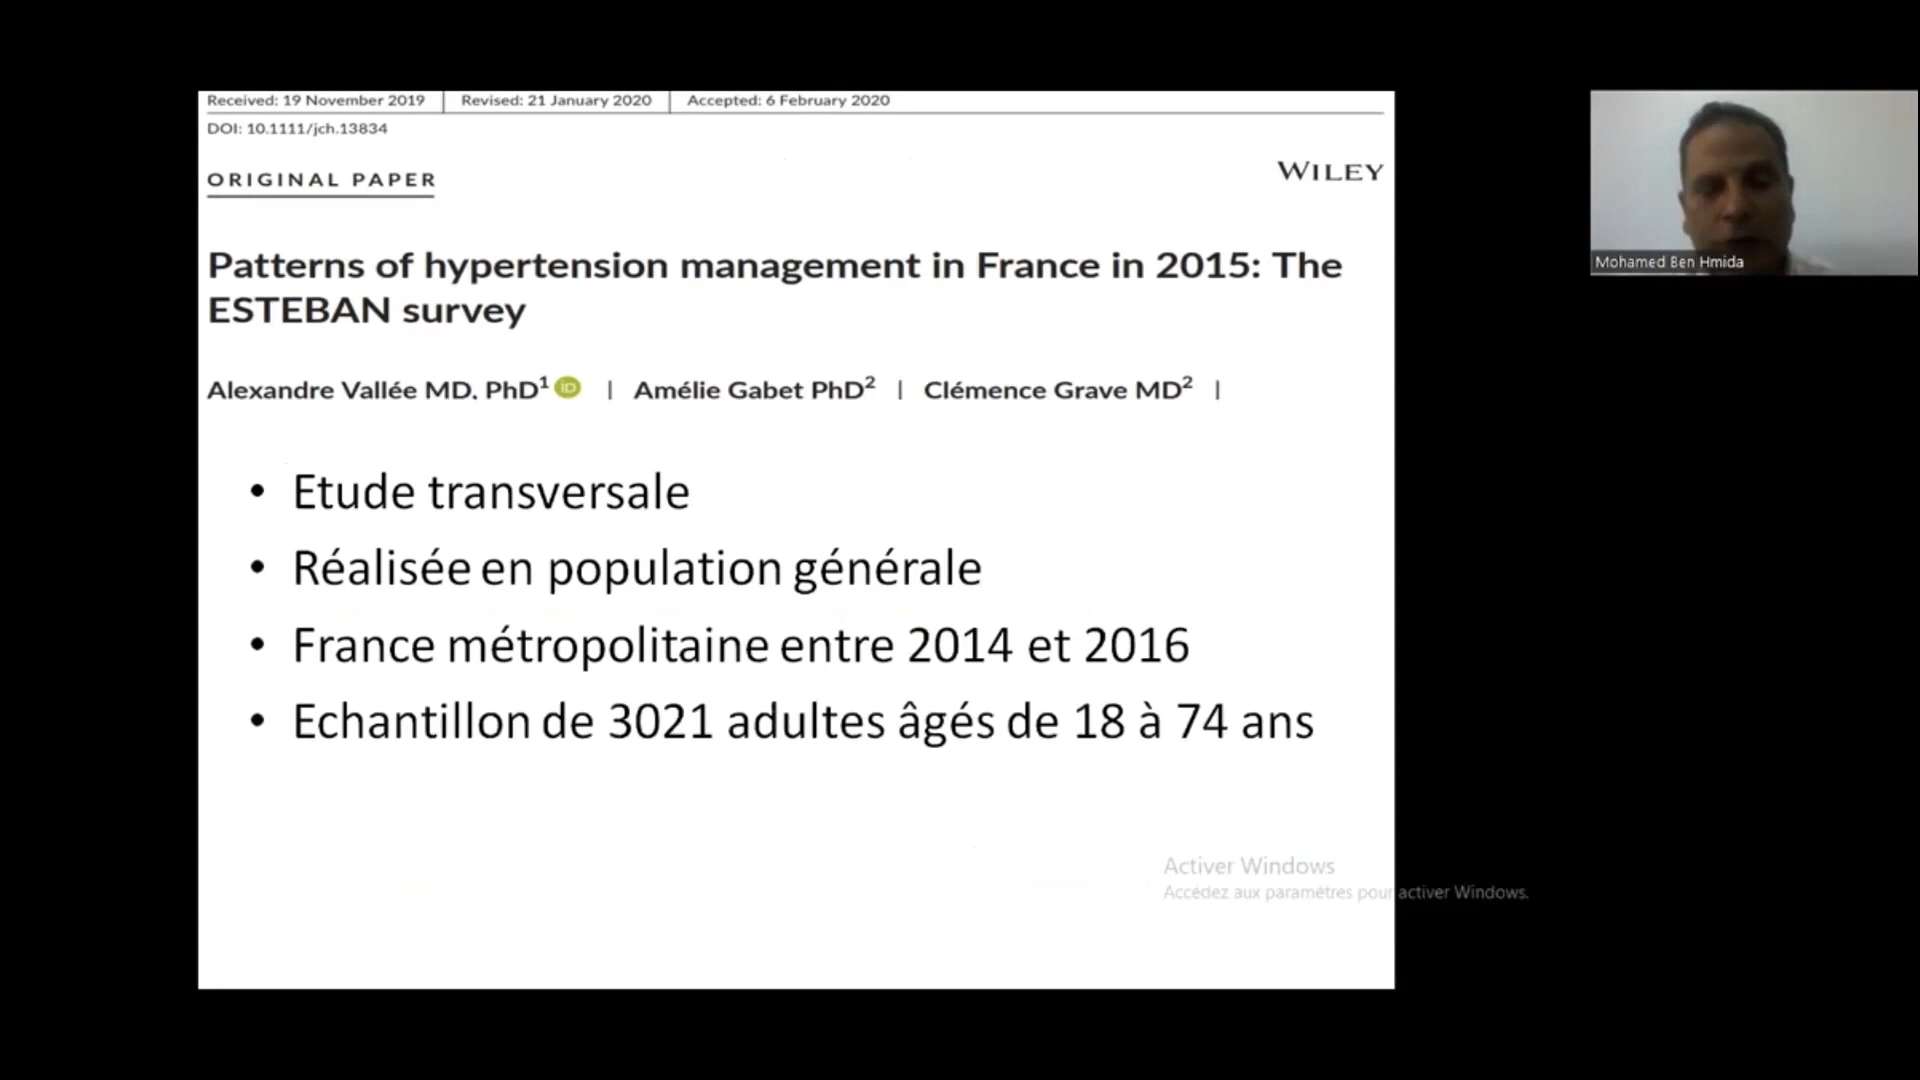 Received: 19 November 2019 | Revised: 21 January 2020 | Accepted: 6 February 2020
DOI: 10.1111/jch.13834
ORIGINAL PAPER
WILEY
Patterns of hypertension management in France in 2015: The
ESTEBAN survey
Alexandre Vallée MD. PhD¹ iD | Amélie Gabet PhD² | Clémence Grave MD² |
• Etude transversale
• Réalisée en population générale
• France métropolitaine entre 2014 et 2016
• Echantillon de 3021 adultes âgés de 18 à 74 ans
Activer Windows
Accédez aux paramètres pour activer Windows.
Mohamed Ben Hmida